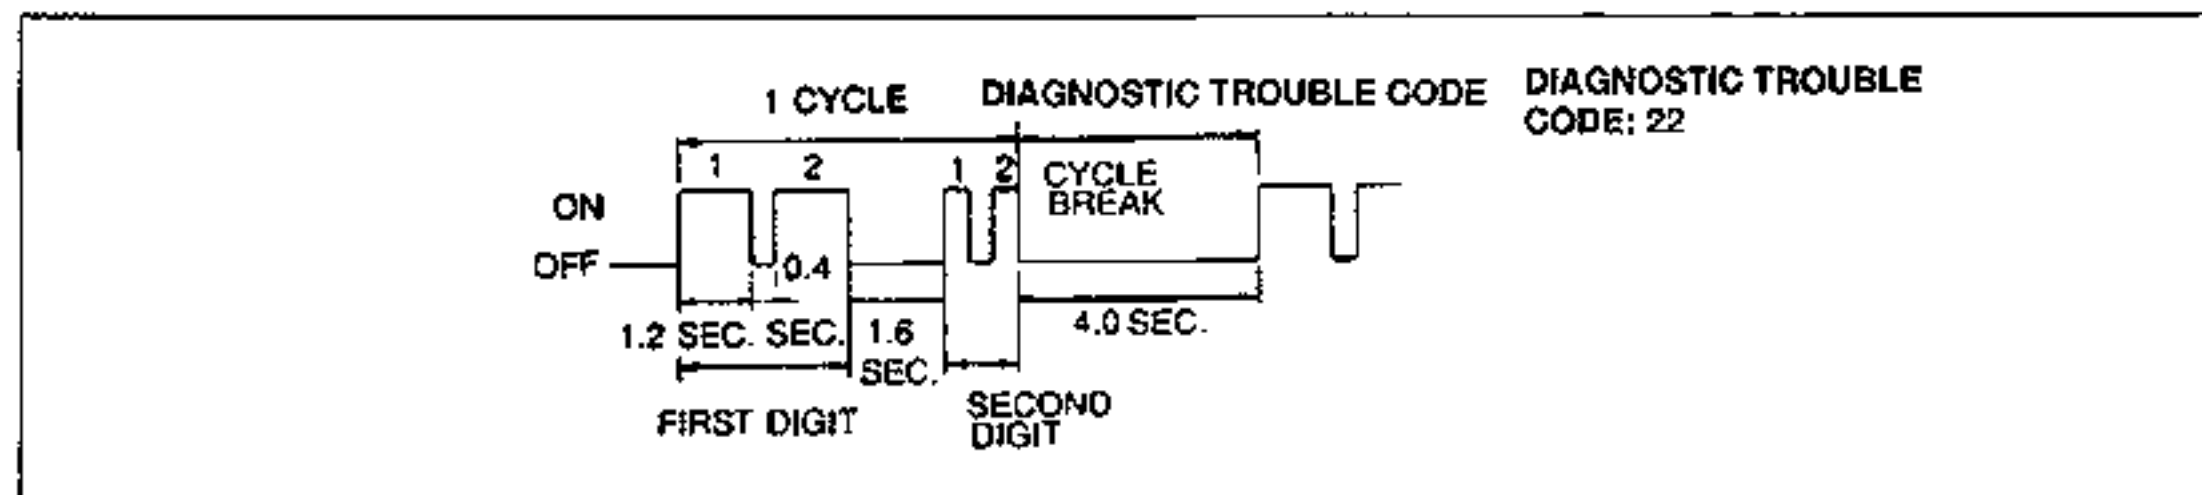 1 CYCLE
DIAGNOSTIC TROUBLE CODE
DIAGNOSTIC TROUBLE
CODE: 22
1 2 1 2
CYCLE
BREAK
ON
OFF
0.4
1.2 SEC. SEC. 1.6
SEC.
4.0 SEC.
FIRST DIGIT
SECOND
DIGIT